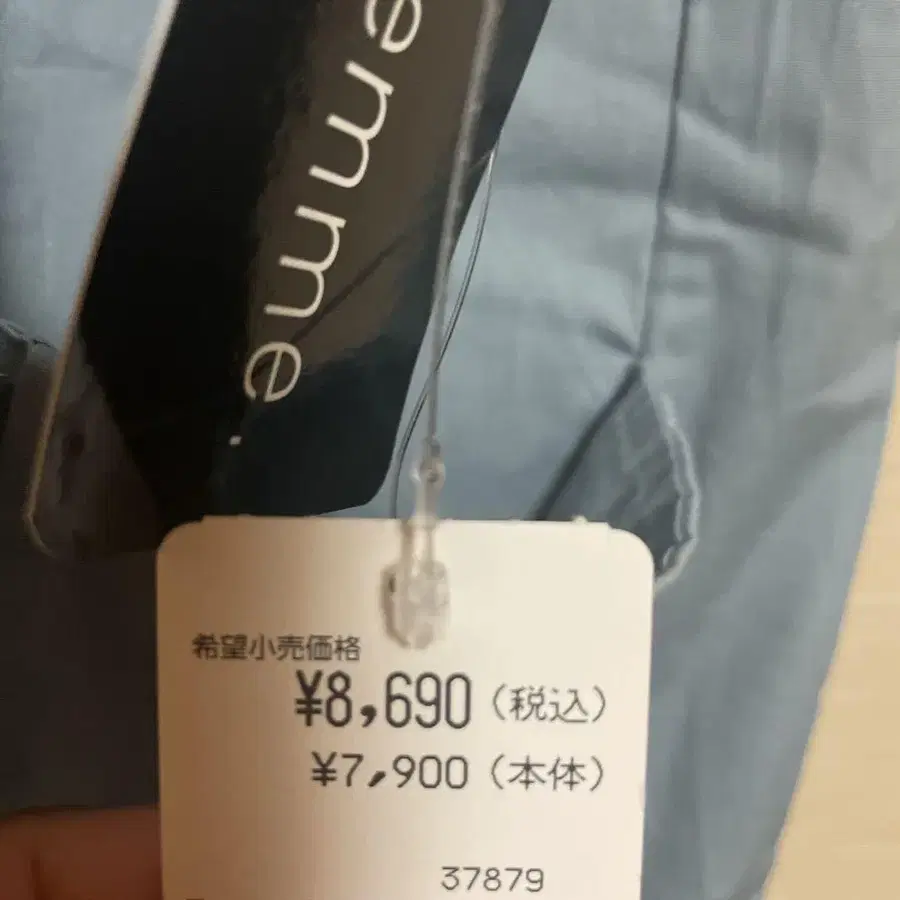 emme.
希望小売価格
¥8,690（税込）
¥7,900（本体）
37879